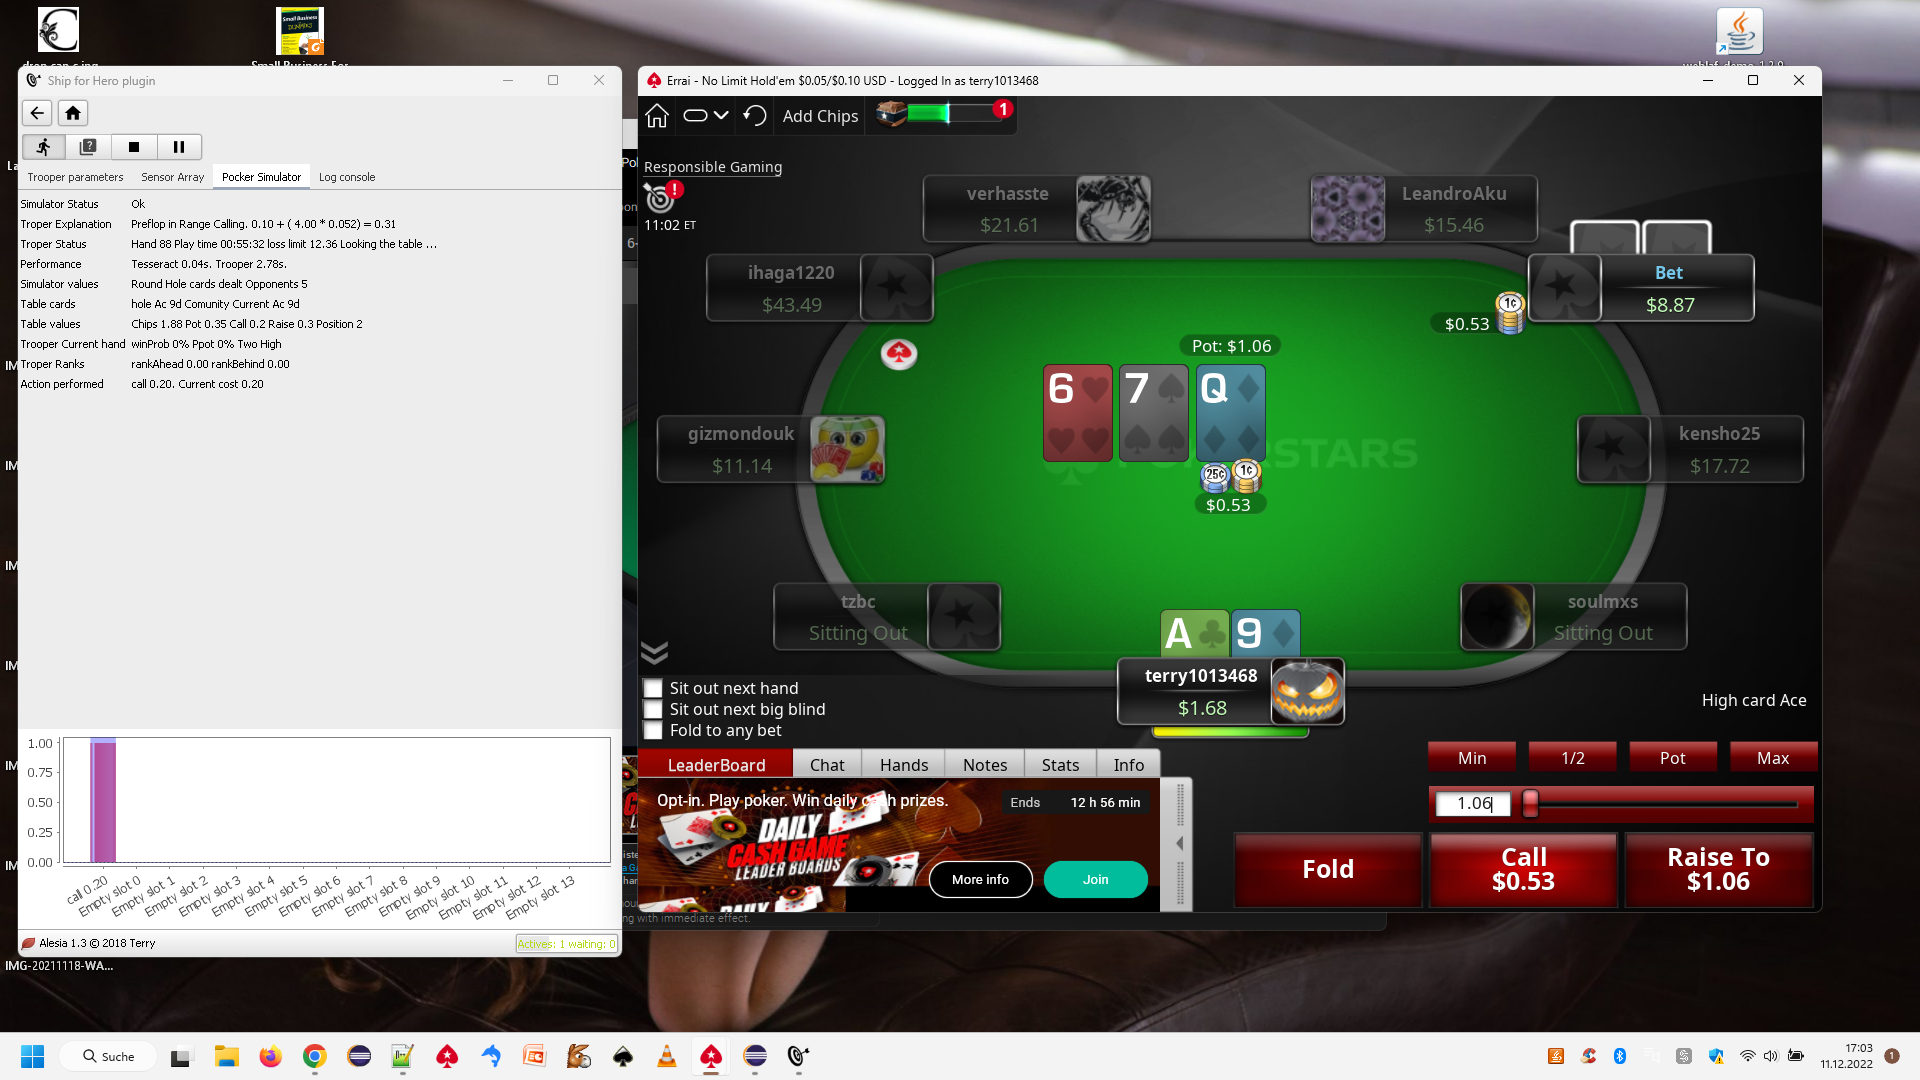 Ship for Hero plugin
Trooper parameters
Sensor Array
Pocker Simulator
Log console
Simulator Status Ok
Troper Explanation Preflop in Range Calling. 0.10 + ( 4.00 * 0.052) = 0.31
Troper Status Hand 88 Play time 00:55:32 loss limit 12.36 Looking the table ...
Performance Tesseract 0.04s. Trooper 2.78s.
Simulator values Round Hole cards dealt Opponents 5
Table cards hole Ac 9d Comunity Current Ac 9d
Table values Chips 1.88 Pot 0.35 Call 0.2 Raise 0.3 Position 2
Trooper Current hand winProb 0% Ppot 0% Two High
Troper Ranks rankAhead 0.00 rankBehind 0.00
Action performed call 0.20. Current cost 0.20
1.00
0.75
0.50
0.25
0.00
call 0.20
Empty slot 0
Empty slot 1
Empty slot 2
Empty slot 3
Empty slot 4
Empty slot 5
Empty slot 6
Empty slot 7
Empty slot 8
Empty slot 9
Empty slot 10
Empty slot 11
Empty slot 12
Empty slot 13
Alesia 1.3 © 2018 Terry
Actives: 1 waiting: 0
IMG-20211118-WA...
Errai - No Limit Hold'em $0.05/$0.10 USD - Logged In as terry1013468
Add Chips
1
Responsible Gaming
!
11:02 ET
verhasste
$21.61
LeandroAku
$15.46
ihaga1220
$43.49
Bet
$8.87
$0.53
1¢
Pot: $1.06
6
7
Q
STARS
25¢
1¢
$0.53
gizmondouk
$11.14
kensho25
$17.72
tzbc
Sitting Out
soulmxs
Sitting Out
A
9
terry1013468
$1.68
Sit out next hand
Sit out next big blind
Fold to any bet
High card Ace
LeaderBoard
Chat
Hands
Notes
Stats
Info
Opt-in. Play poker. Win daily cash prizes.
Ends 12 h 56 min
DAILY
CASH GAME
LEADER BOARDS
More info
Join
ng with immediate effect.
Min
1/2
Pot
Max
1.06
Fold
Call
$0.53
Raise To
$1.06
Suche
17:03
11.12.2022
1